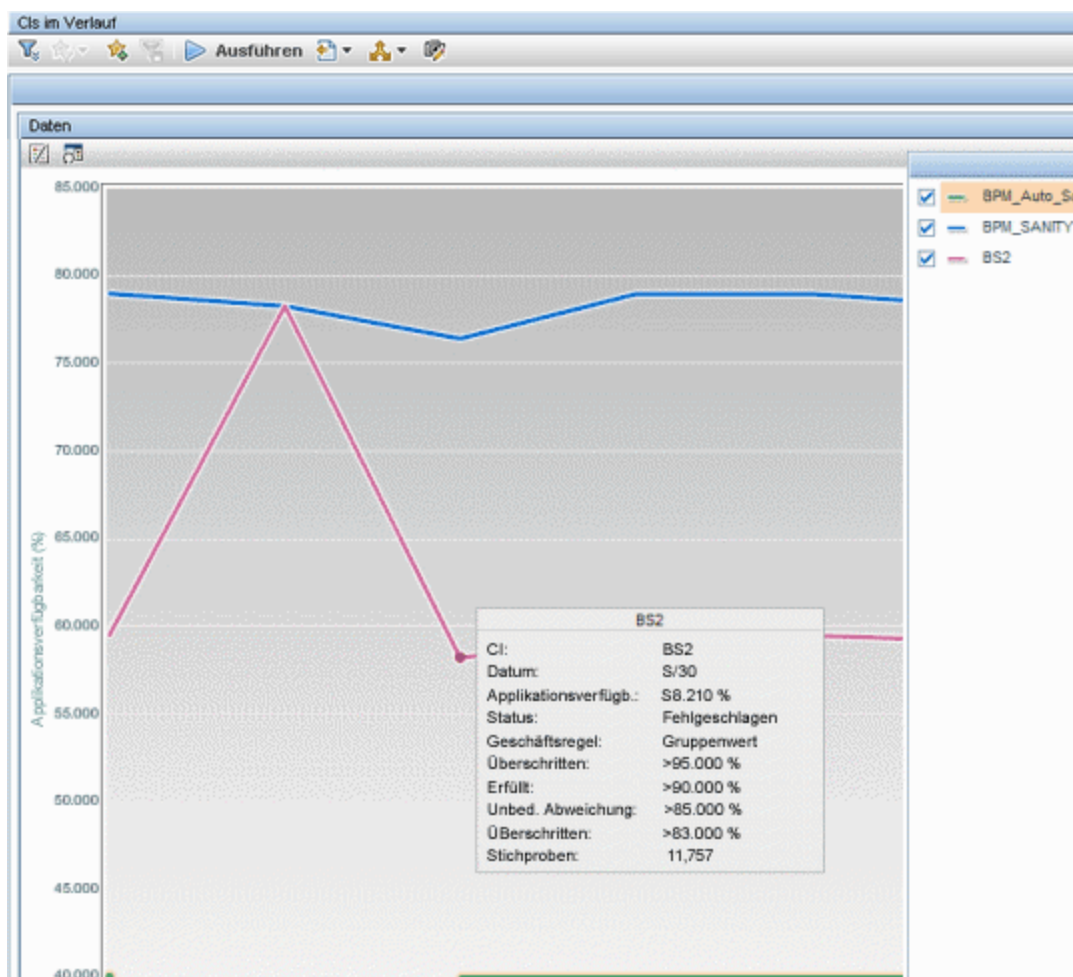 CIs im Verlauf
Ausführen
Daten
85.000
80.000
75.000
70.000
65.000
60.000
55.000
50.000
45.000
40.000
Applikationsverfügbarkeit (%)
BPM_Auto_Sa
BPM_SANITY
BS2
BS2
CI: BS2
Datum: S/30
Applikationsverfügb.: S8.210 %
Status: Fehlgeschlagen
Geschäftsregel: Gruppenwert
Überschritten: >95.000 %
Erfüllt: >90.000 %
Unbed. Abweichung: >85.000 %
ÜBerschritten: >83.000 %
Stichproben: 11,757